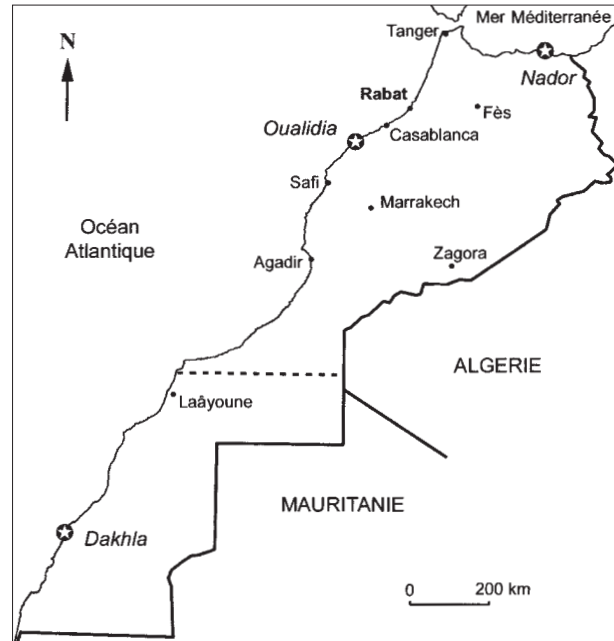 Mer Méditerranée
Tanger
N
Nador
Rabat
Fès
Oualidia
Casablanca
Safi
Marrakech
Océan
Atlantique
Zagora
Agadir
ALGERIE
Laâyoune
MAURITANIE
Dakhla
0 200 km